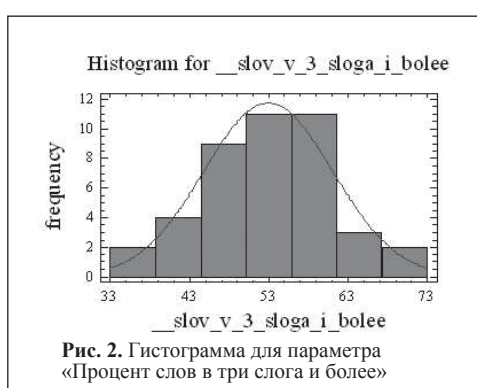 Histogram for __slov_v_3_sloga_i_bolee
12
10
8
6
4
2
0
frequency
33 43 53 63 73
__slov_v_3_sloga_i_bolee
Рис. 2. Гистограмма для параметра
«Процент слов в три слога и более»